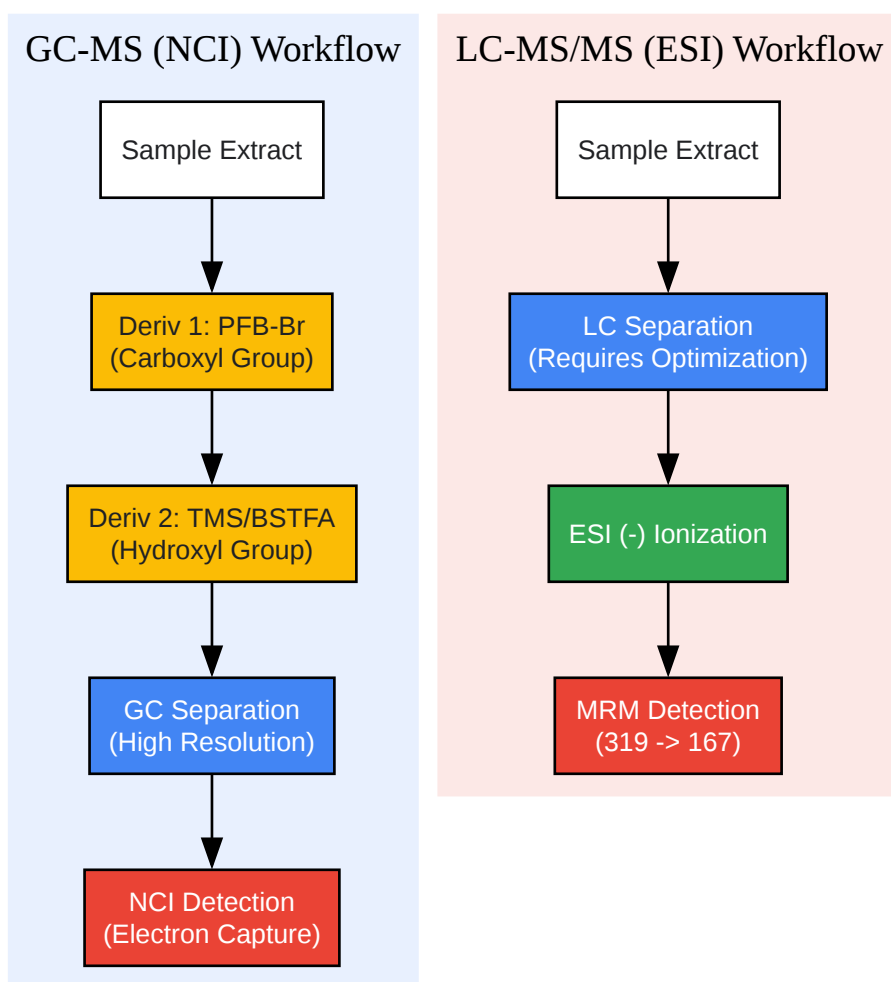 GC-MS (NCI) Workflow
Sample Extract
Deriv 1: PFB-Br
(Carboxyl Group)
Deriv 2: TMS/BSTFA
(Hydroxyl Group)
GC Separation
(High Resolution)
NCI Detection
(Electron Capture)
LC-MS/MS (ESI) Workflow
Sample Extract
LC Separation
(Requires Optimization)
ESI (-) Ionization
MRM Detection
(319 -> 167)